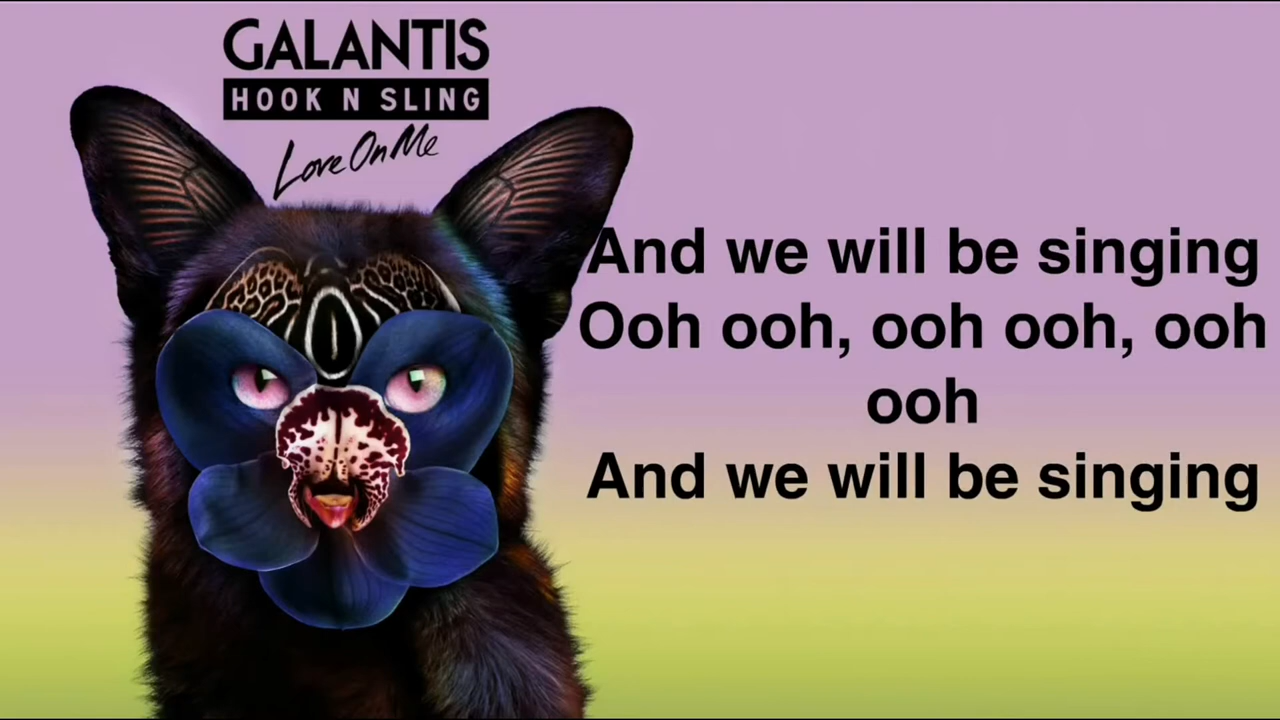 GALANTIS
HOOK N SLING
Love On Me
And we will be singing
Ooh ooh, ooh ooh, ooh
ooh
And we will be singing